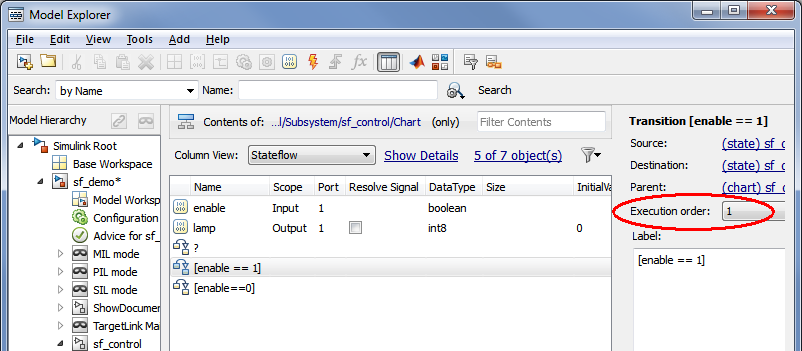 Model Explorer
File Edit View Tools Add Help
Search: by Name Name: Search
Model Hierarchy
Simulink Root
Base Workspace
sf_demo*
Model Worksp
Configuration
Advice for sf_
MIL mode
PIL mode
SIL mode
ShowDocumen
TargetLink Ma
sf_control
Contents of: ...l/Subsystem/sf_control/Chart (only) Filter Contents
Column View: Stateflow Show Details 5 of 7 object(s)
Name Scope Port Resolve Signal DataType Size InitialVa
enable Input 1 boolean
lamp Output 1 int8 0
?
[enable == 1]
[enable==0]
Transition [enable == 1]
Source: (state) sf_c
Destination: (state) sf_c
Parent: (chart) sf_
Execution order: 1
Label:
[enable == 1]